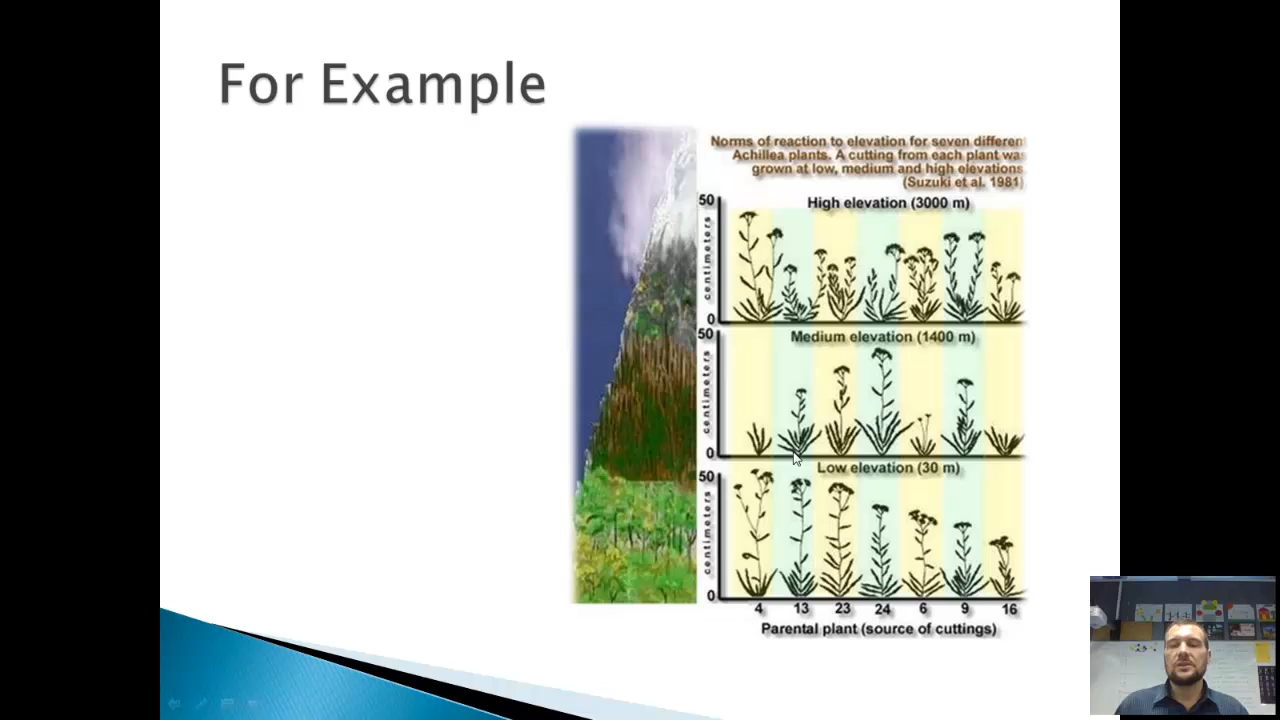 For Example
Norms of reaction to elevation for seven differen
Achillea plants. A cutting from each plant was
grown at low, medium and high elevations
(Suzuki et al. 1981)
High elevation (3000 m)
50
centimeters
0
Medium elevation (1400 m)
50
centimeters
0
Low elevation (30 m)
50
centimeters
0
4 13 23 24 6 9 16
Parental plant (source of cuttings)